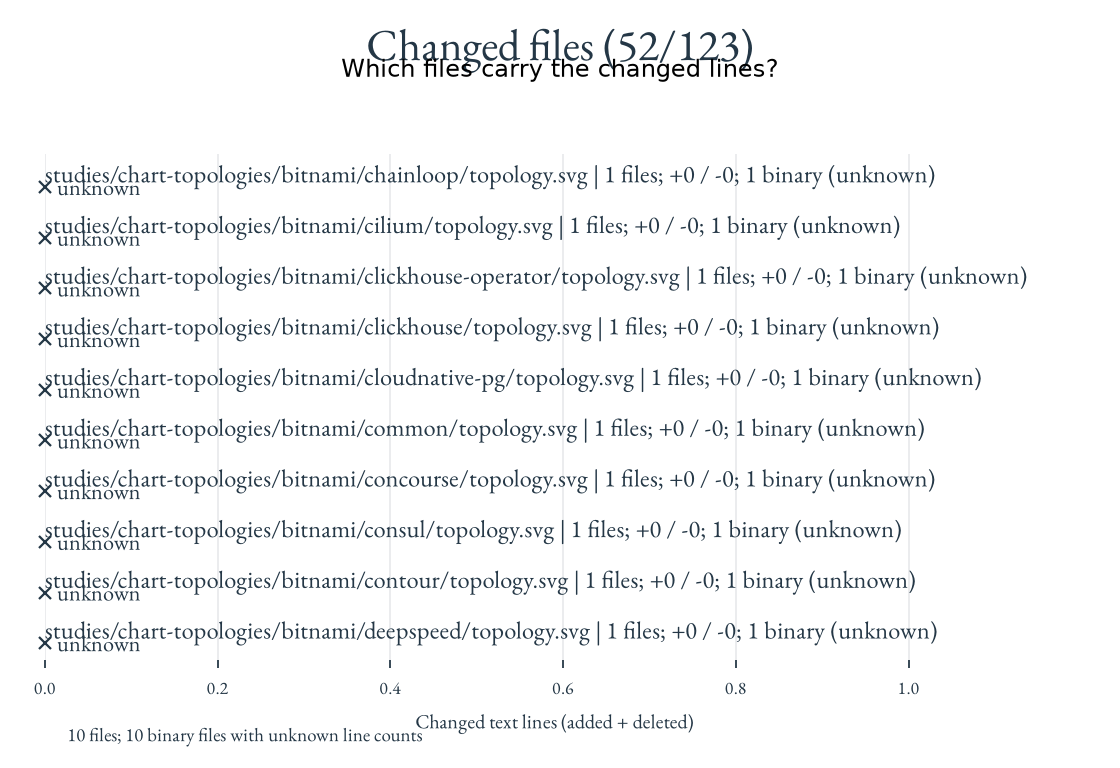 Changed files (52/123)
Which files carry the changed lines?
studies/chart-topologies/bitnami/chainloop/topology.svg | 1 files; +0 / -0; 1 binary (unknown)
unknown
studies/chart-topologies/bitnami/cilium/topology.svg | 1 files; +0 / -0; 1 binary (unknown)
unknown
studies/chart-topologies/bitnami/clickhouse-operator/topology.svg | 1 files; +0 / -0; 1 binary (unknown)
unknown
studies/chart-topologies/bitnami/clickhouse/topology.svg | 1 files; +0 / -0; 1 binary (unknown)
unknown
studies/chart-topologies/bitnami/cloudnative-pg/topology.svg | 1 files; +0 / -0; 1 binary (unknown)
unknown
studies/chart-topologies/bitnami/common/topology.svg | 1 files; +0 / -0; 1 binary (unknown)
unknown
studies/chart-topologies/bitnami/concourse/topology.svg | 1 files; +0 / -0; 1 binary (unknown)
unknown
studies/chart-topologies/bitnami/consul/topology.svg | 1 files; +0 / -0; 1 binary (unknown)
unknown
studies/chart-topologies/bitnami/contour/topology.svg | 1 files; +0 / -0; 1 binary (unknown)
unknown
studies/chart-topologies/bitnami/deepspeed/topology.svg | 1 files; +0 / -0; 1 binary (unknown)
unknown
0.0 0.2 0.4 0.6 0.8 1.0
Changed text lines (added + deleted)
10 files; 10 binary files with unknown line counts